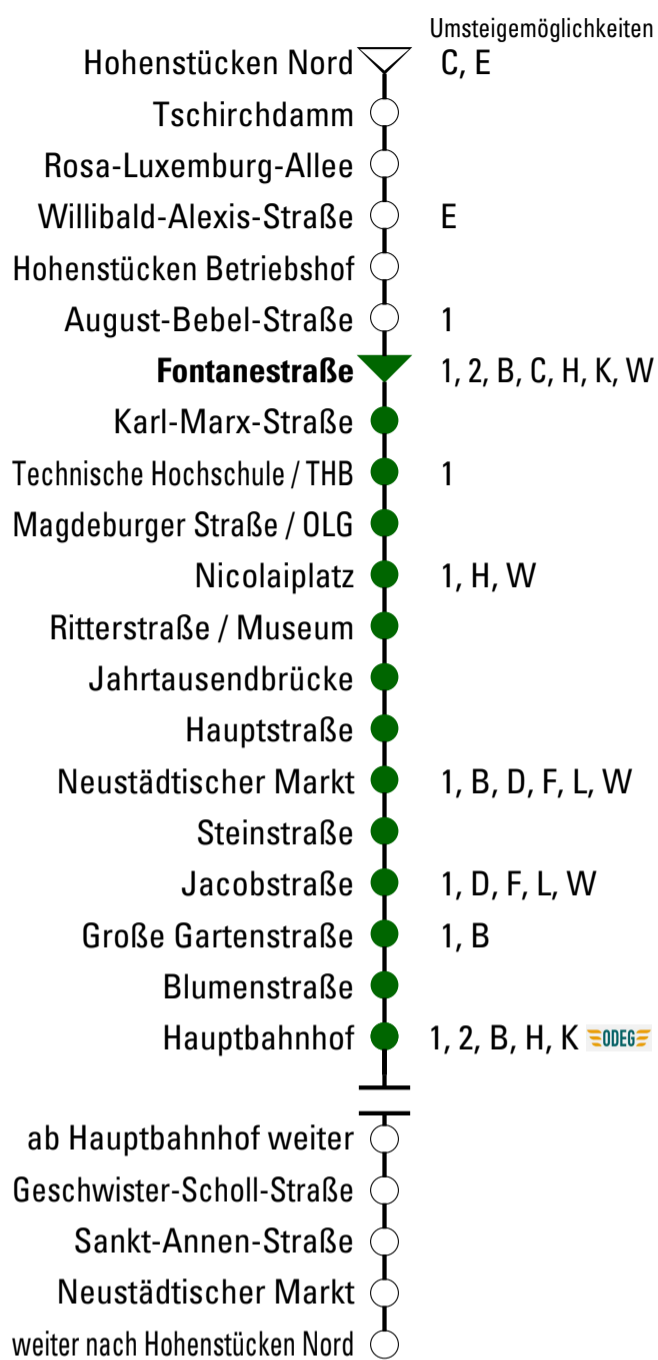 Umsteigemöglichkeiten
Hohenstücken Nord C, E
Tschirchdamm
Rosa-Luxemburg-Allee
Willibald-Alexis-Straße E
Hohenstücken Betriebshof
August-Bebel-Straße 1
Fontanestraße 1, 2, B, C, H, K, W
Karl-Marx-Straße
Technische Hochschule / THB 1
Magdeburger Straße / OLG
Nicolaiplatz 1, H, W
Ritterstraße / Museum
Jahrtausendbrücke
Hauptstraße
Neustädtischer Markt 1, B, D, F, L, W
Steinstraße
Jacobstraße 1, D, F, L, W
Große Gartenstraße 1, B
Blumenstraße
Hauptbahnhof 1, 2, B, H, K ODEG
ab Hauptbahnhof weiter
Geschwister-Scholl-Straße
Sankt-Annen-Straße
Neustädtischer Markt
weiter nach Hohenstücken Nord